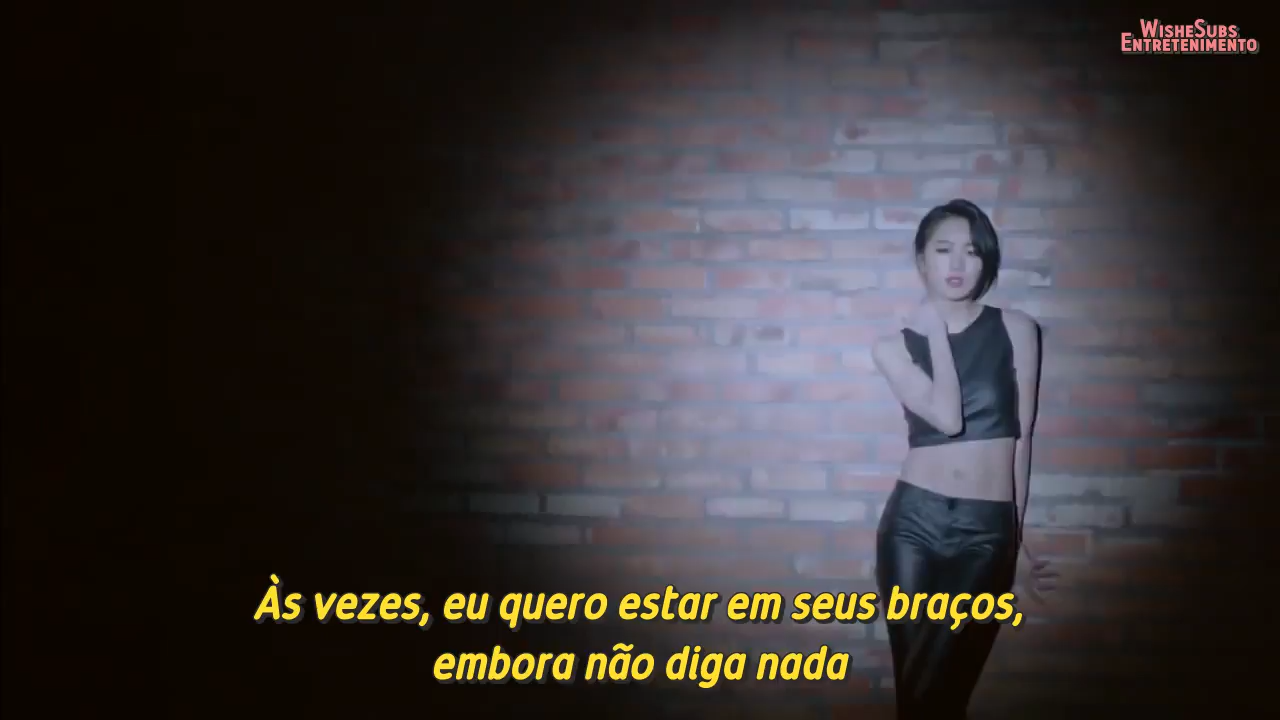 WisheSubs
Entretenimento
Às vezes, eu quero estar em seus braços,
embora não diga nada